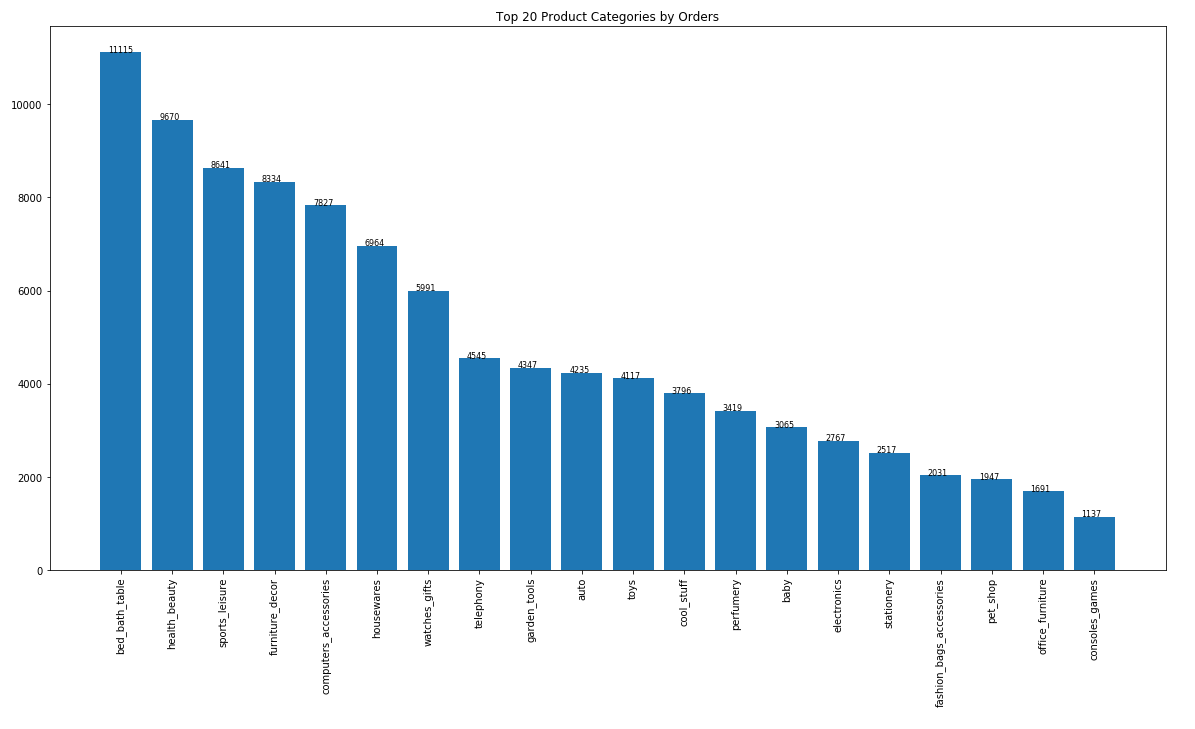 Top 20 Product Categories by Orders
11115
9670
8641
8334
7827
6964
5991
4545
4347
4235
4117
3796
3419
3065
2767
2517
2031
1947
1691
1137
10000
8000
6000
4000
2000
0
bed_bath_table
health_beauty
sports_leisure
furniture_decor
computers_accessories
housewares
watches_gifts
telephony
garden_tools
auto
toys
cool_stuff
perfumery
baby
electronics
stationery
fashion_bags_accessories
pet_shop
office_furniture
consoles_games